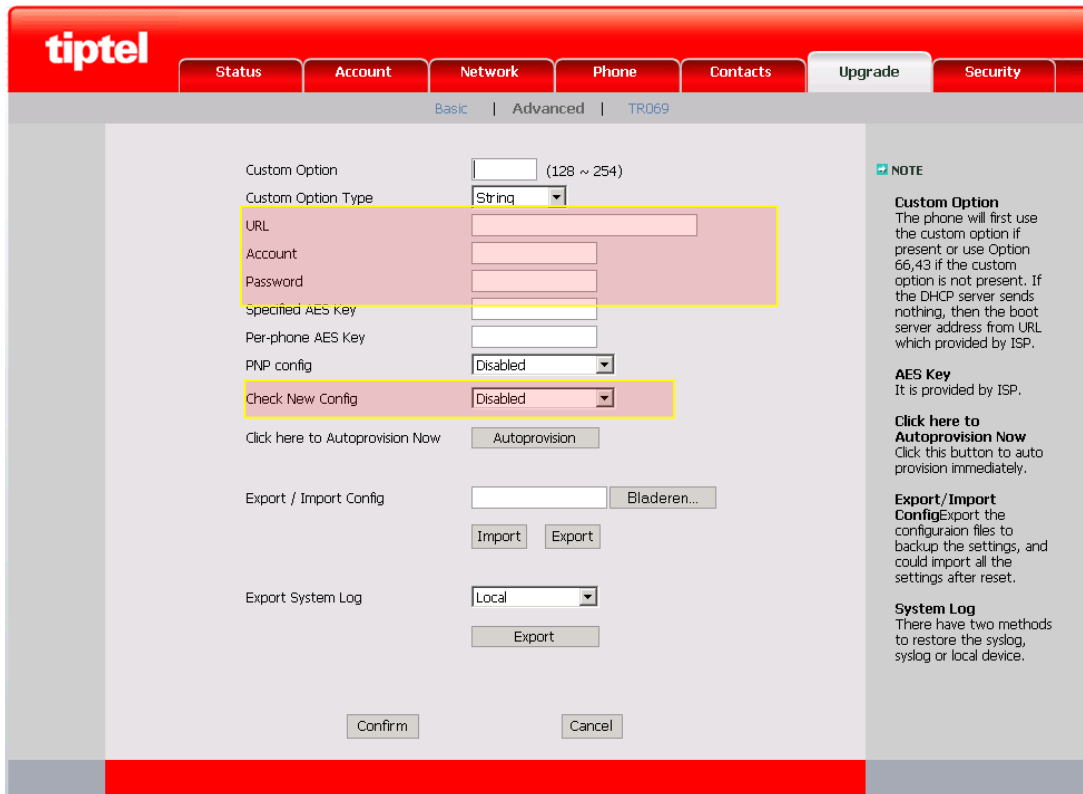 tiptel
Status Account Network Phone Contacts Upgrade Security
Basic | Advanced | TR069
Custom Option (128 ~ 254)
Custom Option Type String
URL
Account
Password
Specified AES Key
Per-phone AES Key
PNP config Disabled
Check New Config Disabled
Click here to Autoprovision Now Autoprovision
Export / Import Config Bladeren...
Import Export
Export System Log Local
Export
Confirm Cancel
NOTE
Custom Option
The phone will first use
the custom option if
present or use Option
66,43 if the custom
option is not present. If
the DHCP server sends
nothing, then the boot
server address from URL
which provided by ISP.
AES Key
It is provided by ISP.
Click here to
Autoprovision Now
Click this button to auto
provision immediately.
Export/Import
ConfigExport the
configuraion files to
backup the settings, and
could import all the
settings after reset.
System Log
There have two methods
to restore the syslog,
syslog or local device.